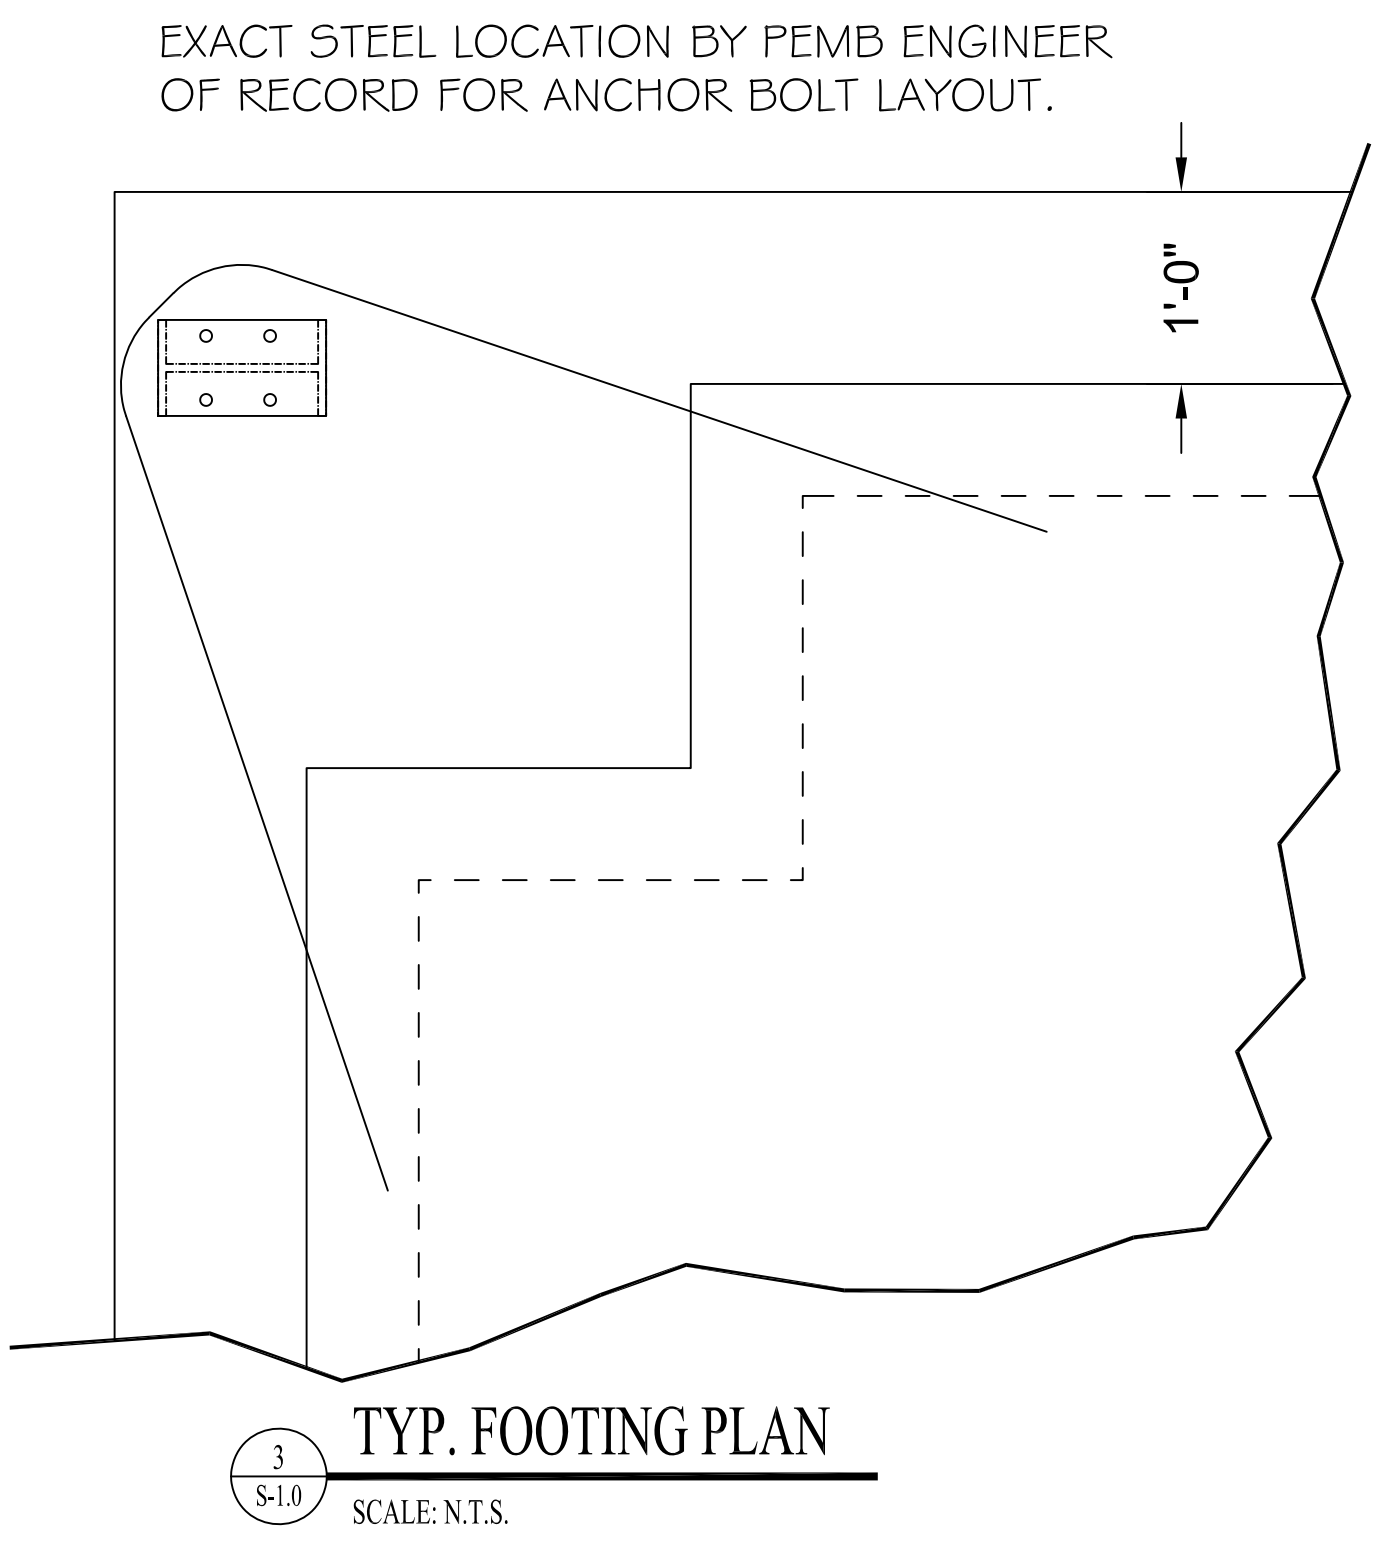 EXACT STEEL LOCATION BY PEMB ENGINEER
OF RECORD FOR ANCHOR BOLT LAYOUT.
1'-0"
TYP. FOOTING PLAN
3
S-1.0
SCALE: N.T.S.